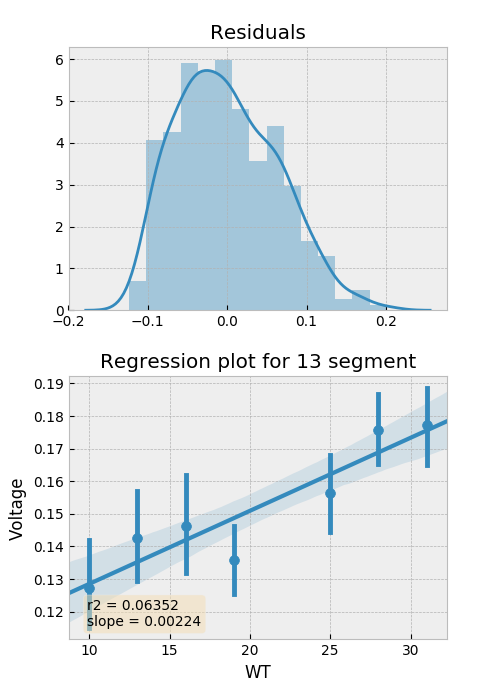 Residuals
6
5
4
3
2
1
0
−0.2 −0.1 0.0 0.1 0.2
Regression plot for 13 segment
0.19
0.18
0.17
0.16
0.15
0.14
0.13
0.12
Voltage
r2 = 0.06352
slope = 0.00224
10 15 20 25 30
WT